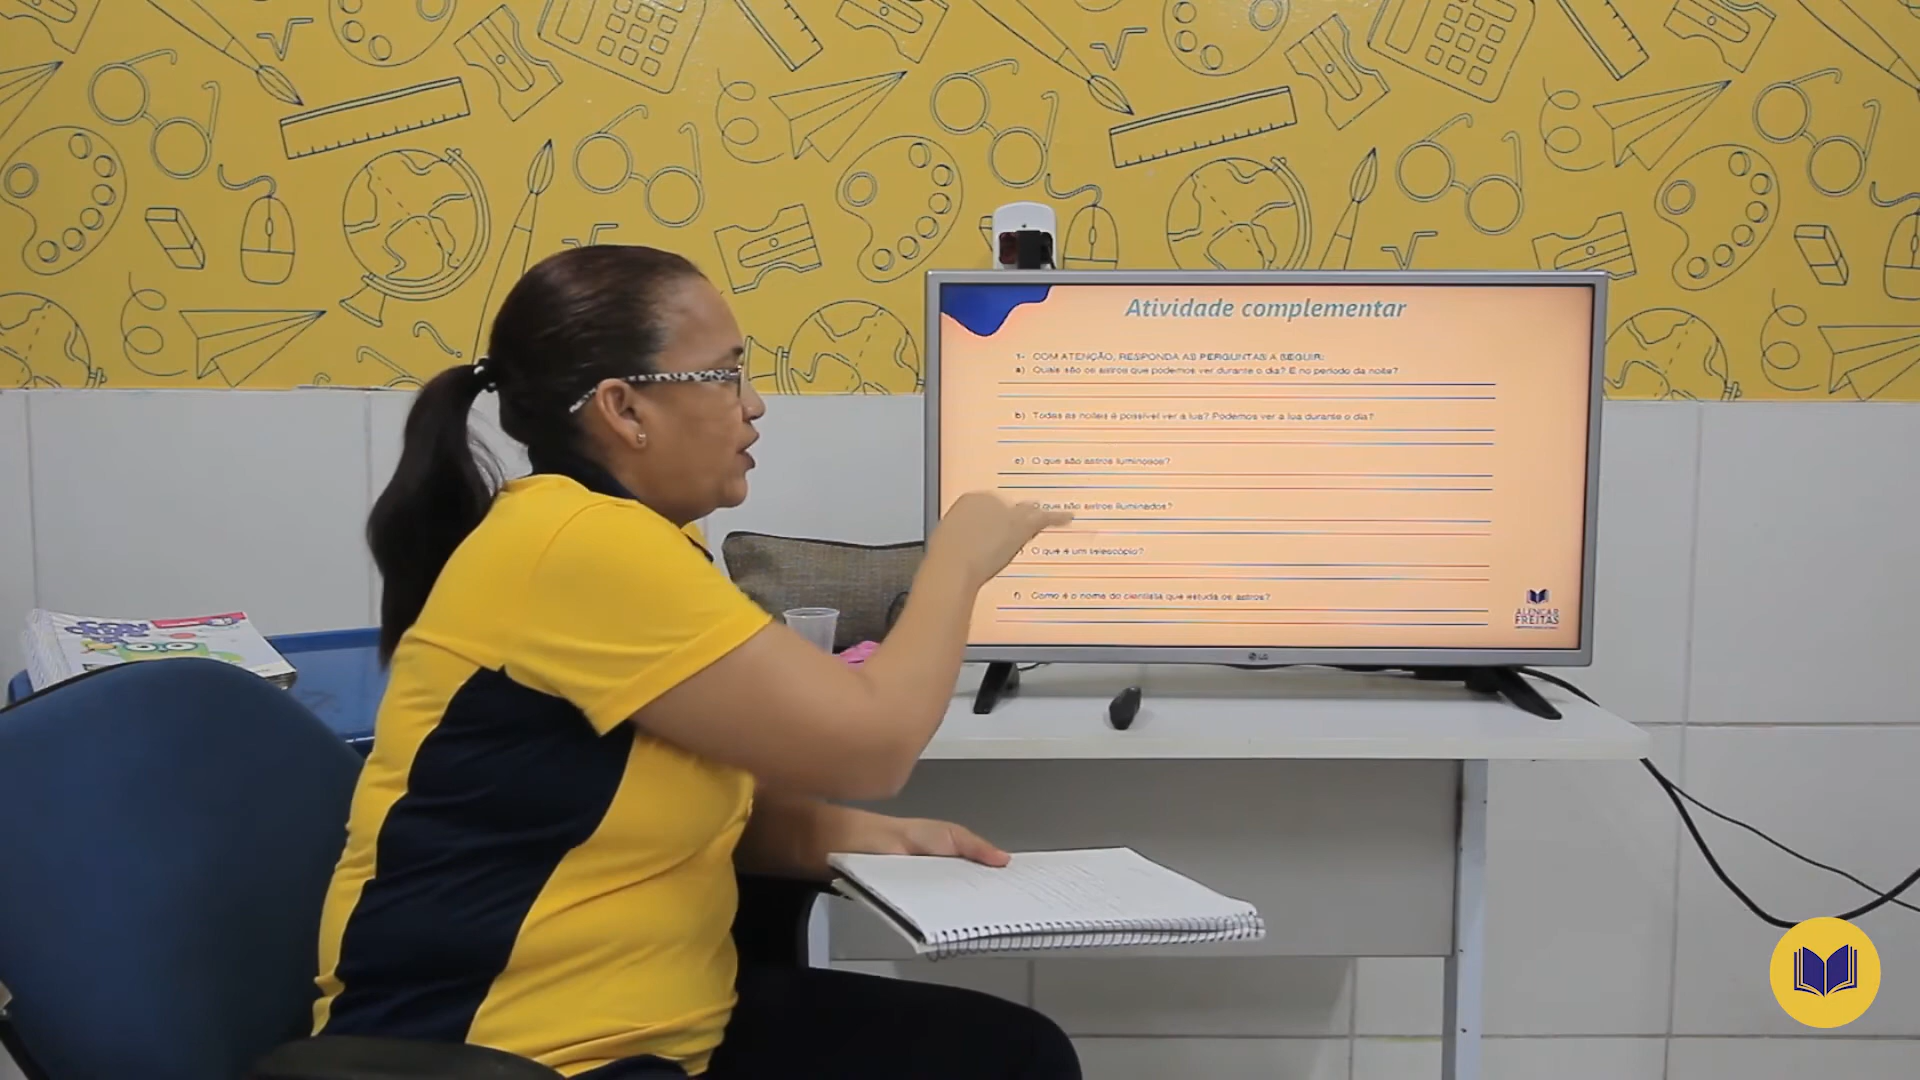 Atividade complementar
1- COM ATENÇÃO, RESPONDA AS PERGUNTAS A SEGUIR:
a) Quais são os astros que podemos ver durante o dia? E no período da noite?
b) Todas as noites é possível ver a lua? Podemos ver a lua durante o dia?
c) O que são astros luminosos?
O que são astros iluminados?
) O que é um telescópio?
f) Como é o nome do cientista que estuda os astros?
ALENCAR
FREITAS
LG